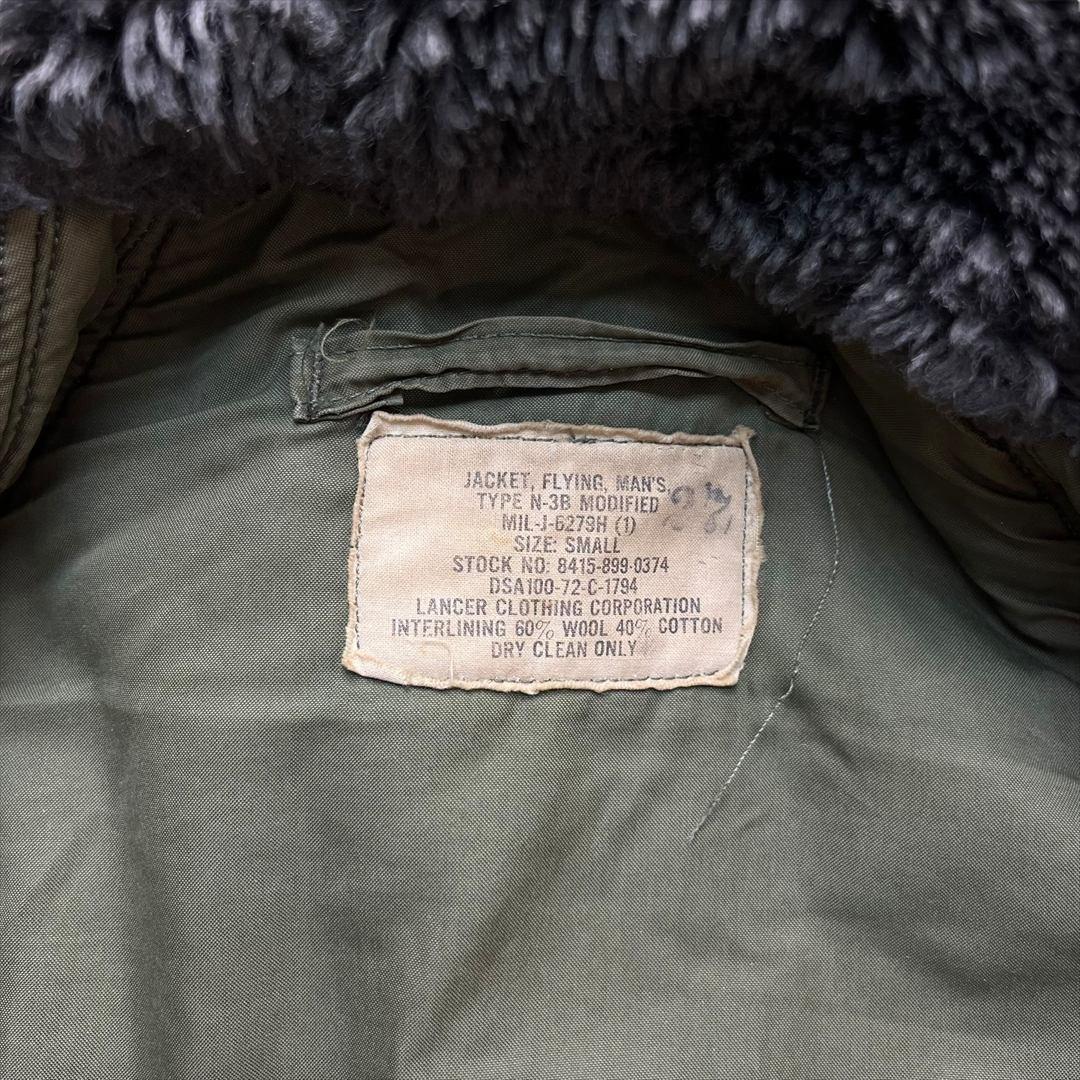 JACKET, FLYING, MAN'S,
TYPE N-3B MODIFIED
MIL-J-6279H (1)
SIZE: SMALL
STOCK NO: 8415-899-0374
DSA100-72-C-1794
LANCER CLOTHING CORPORATION
INTERLINING 60% WOOL 40% COTTON
DRY CLEAN ONLY